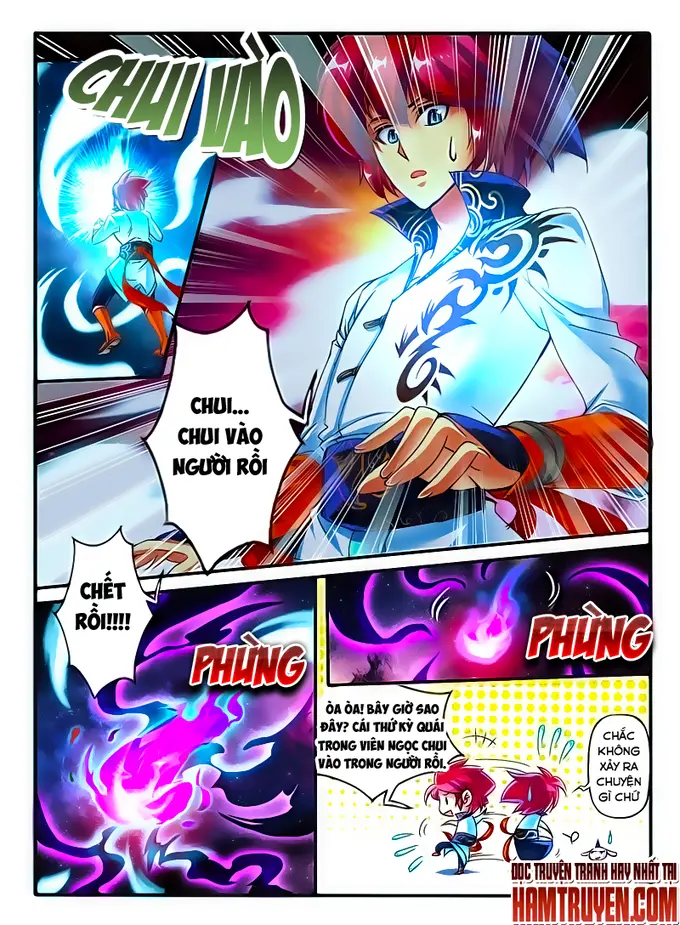 CHUI VÀO
CHUI...
CHUI VÀO
NGƯỜI RỒI
CHẾT
RỒI!!!!
PHỪNG
PHỪNG
ÒA ÒA! BÂY GIỜ SAO
ĐÂY? CÁI THỨ KỲ QUÁI
TRONG VIÊN NGỌC CHUI
VÀO TRONG NGƯỜI RỒI.
CHẮC
KHÔNG
XẢY RA
CHUYỆN
GÌ CHỨ
ĐỌC TRUYỆN TRANH HAY NHẤT TẠI
HAMTRUYEN.COM